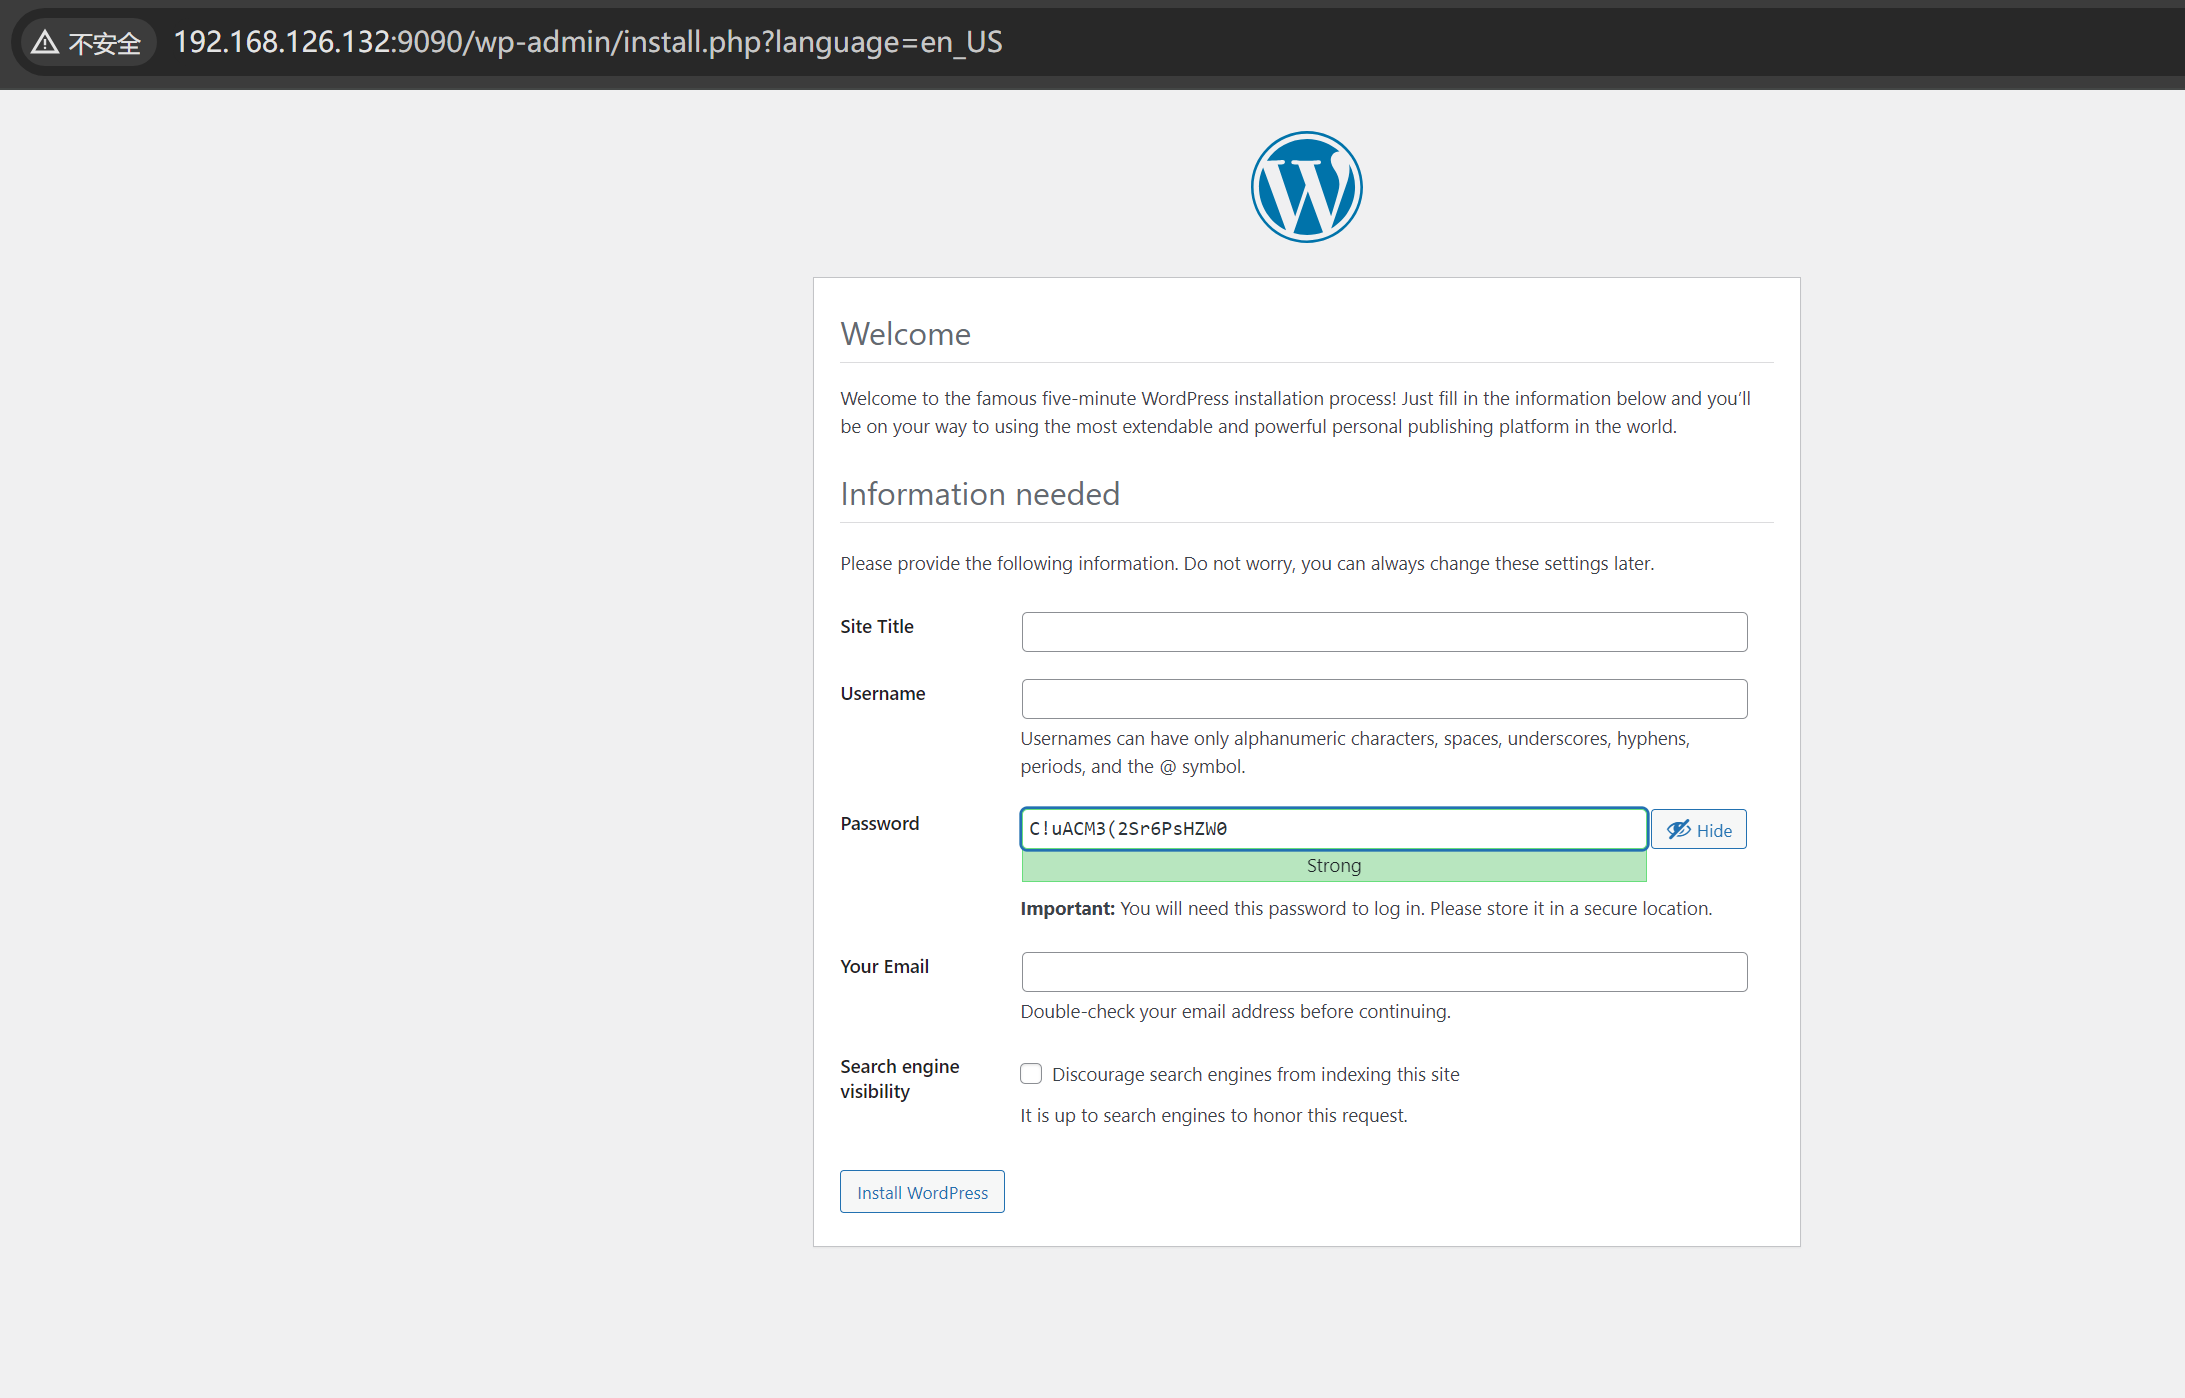 不安全 192.168.126.132:9090/wp-admin/install.php?language=en_US
Welcome
Welcome to the famous five-minute WordPress installation process! Just fill in the information below and you’ll
be on your way to using the most extendable and powerful personal publishing platform in the world.
Information needed
Please provide the following information. Do not worry, you can always change these settings later.
Site Title
Username
Usernames can have only alphanumeric characters, spaces, underscores, hyphens,
periods, and the @ symbol.
Password C!uACM3(2Sr6PsHZW0 Hide
Strong
Important: You will need this password to log in. Please store it in a secure location.
Your Email
Double-check your email address before continuing.
Search engine
visibility
Discourage search engines from indexing this site
It is up to search engines to honor this request.
Install WordPress